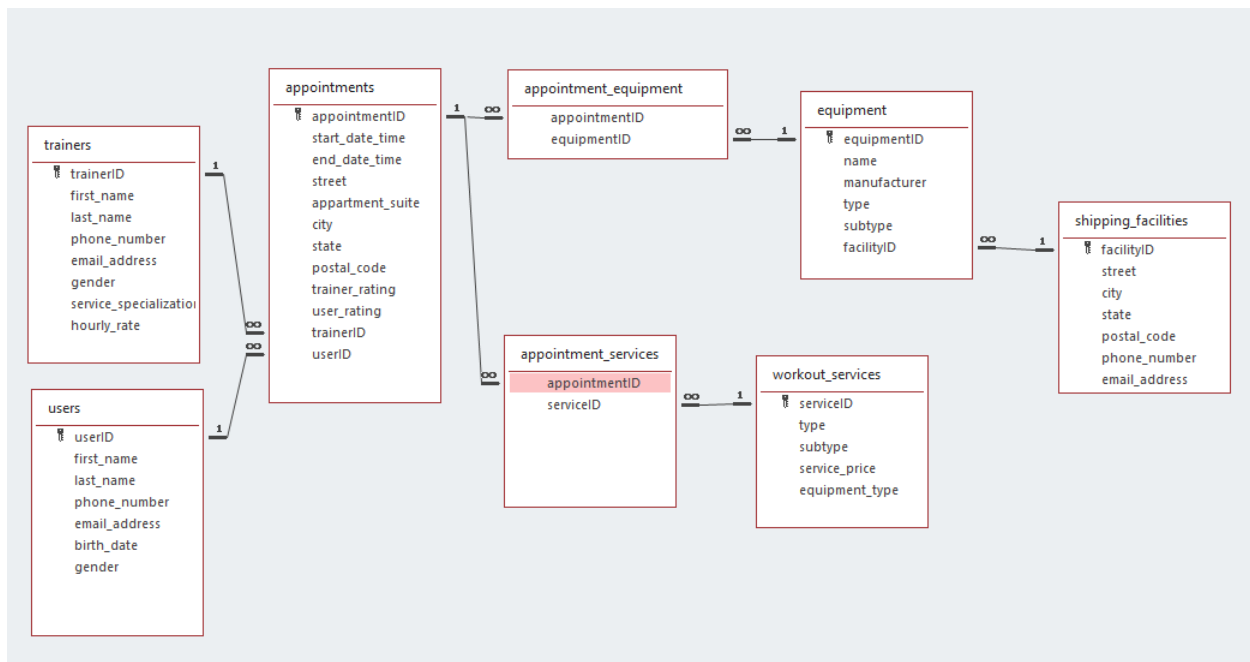 trainers
trainerID
first_name
last_name
phone_number
email_address
gender
service_specialization
hourly_rate
users
userID
first_name
last_name
phone_number
email_address
birth_date
gender
appointments
appointmentID
start_date_time
end_date_time
street
appartment_suite
city
state
postal_code
trainer_rating
user_rating
trainerID
userID
appointment_equipment
appointmentID
equipmentID
appointment_services
appointmentID
serviceID
equipment
equipmentID
name
manufacturer
type
subtype
facilityID
workout_services
serviceID
type
subtype
service_price
equipment_type
shipping_facilities
facilityID
street
city
state
postal_code
phone_number
email_address
1
∞
1
∞
1
∞
∞
∞
1
∞
1
∞
1